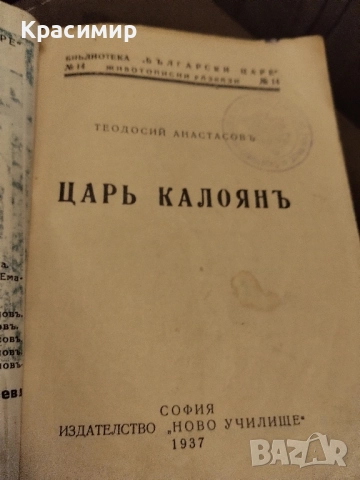 Красимир
БИБЛИОТЕКА „БЪЛГАРСКИ ЦАРЕ"
№ 14 ЖИВОТОПИСНИ РАЗКАЗИ № 14
ТЕОДОСИЙ АНАСТАСОВЪ
ЦАРЬ КАЛОЯНЪ
СОФИЯ
ИЗДАТЕЛСТВО „НОВО УЧИЛИЩЕ"
1937
BAZAR